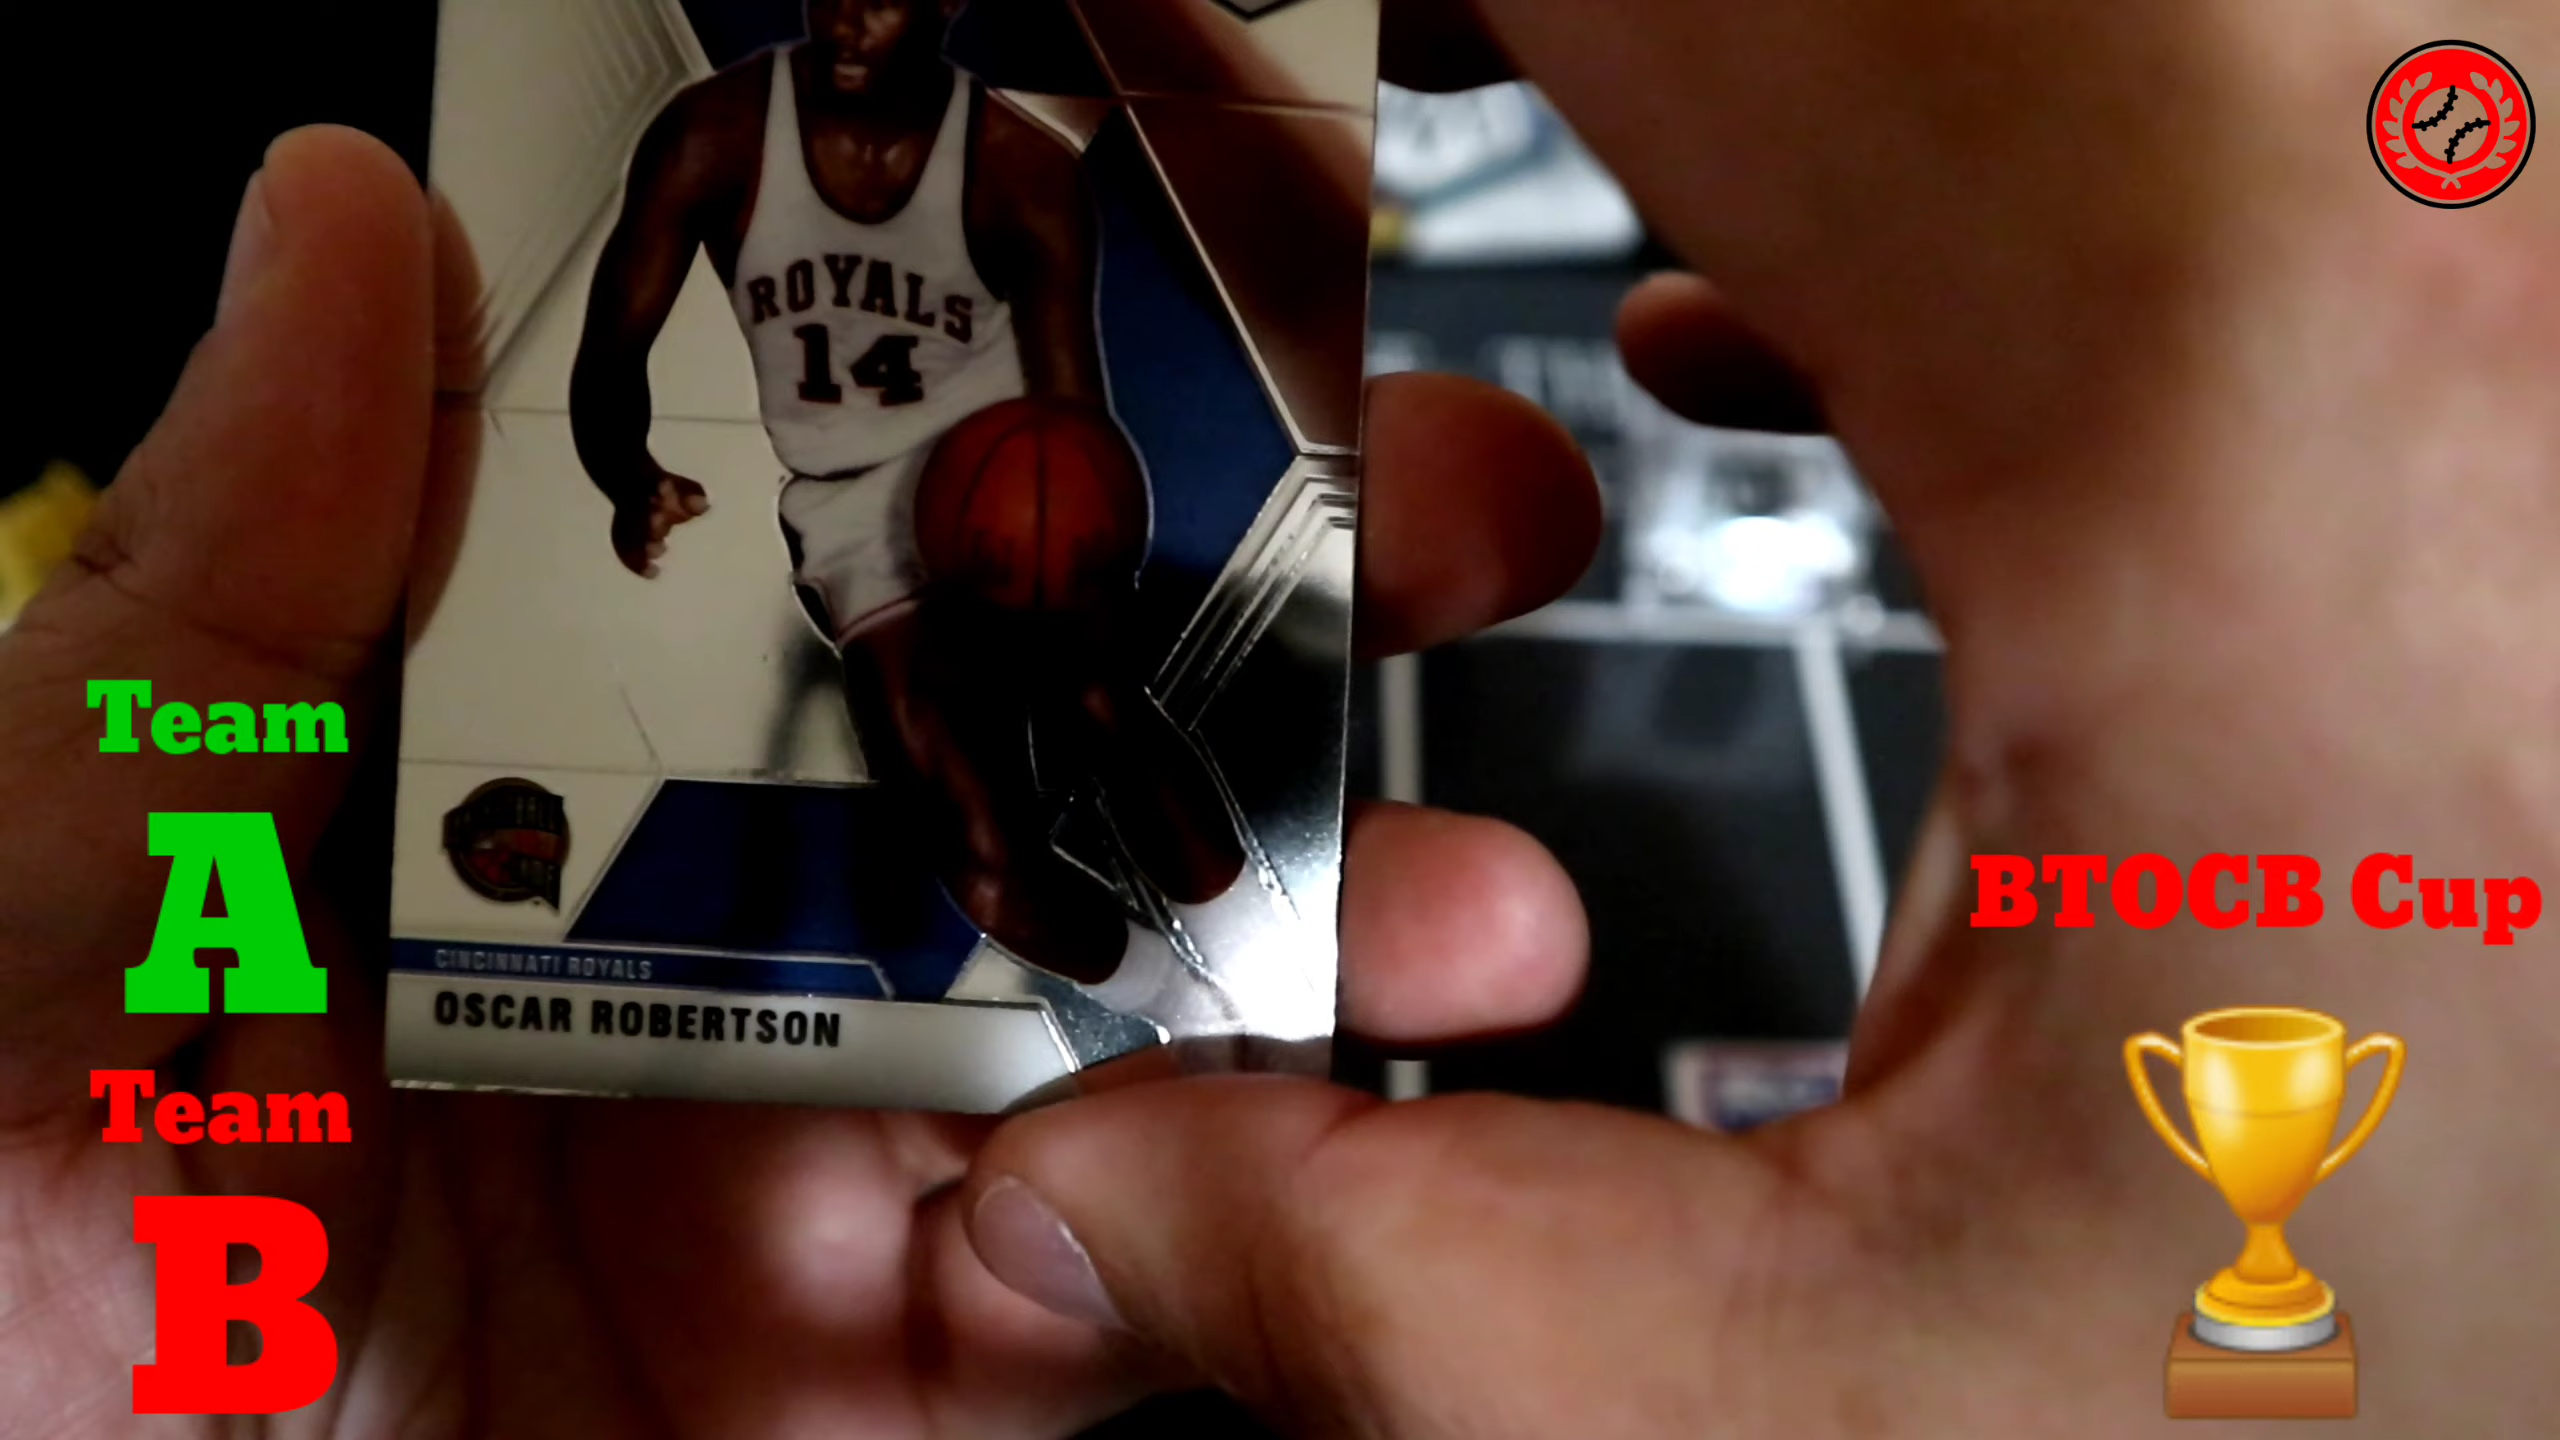 ROYALS
14
CINCINNATI ROYALS
OSCAR ROBERTSON
Team
A
Team
B
BTOCB Cup